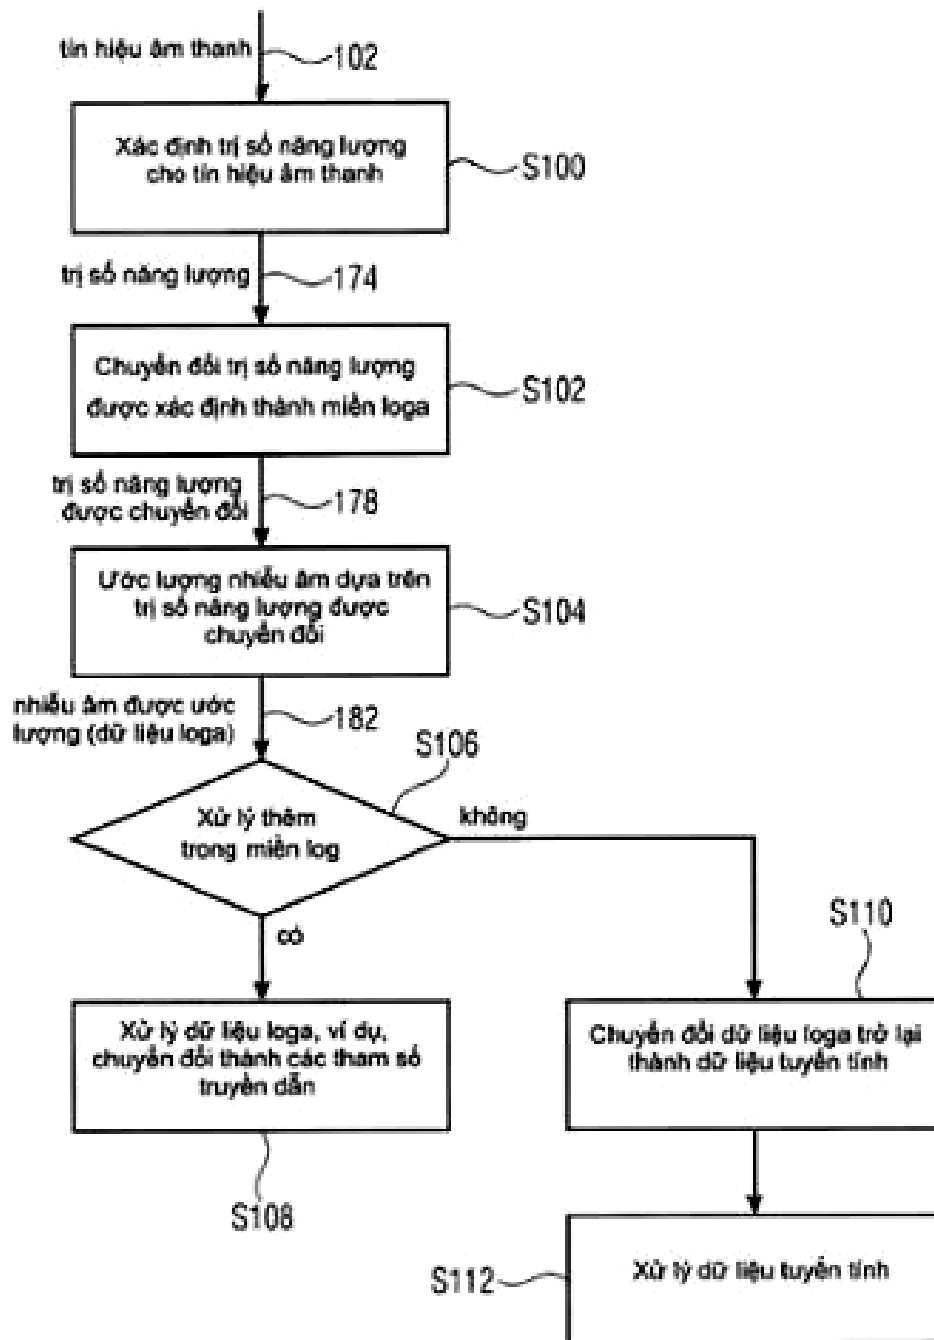 tín hiệu âm thanh
102
Xác định trị số năng lượng
cho tín hiệu âm thanh
S100
trị số năng lượng
174
Chuyển đổi trị số năng lượng
được xác định thành miền loga
S102
trị số năng lượng
được chuyển đổi
178
Ước lượng nhiễu âm dựa trên
trị số năng lượng được
chuyển đổi
S104
nhiễu âm được ước
lượng (dữ liệu loga)
182
S106
Xử lý thêm
trong miền log
không
có
S110
Xử lý dữ liệu loga, ví dụ,
chuyển đổi thành các tham số
truyền dẫn
Chuyển đổi dữ liệu loga trở lại
thành dữ liệu tuyến tính
S108
S112
Xử lý dữ liệu tuyến tính